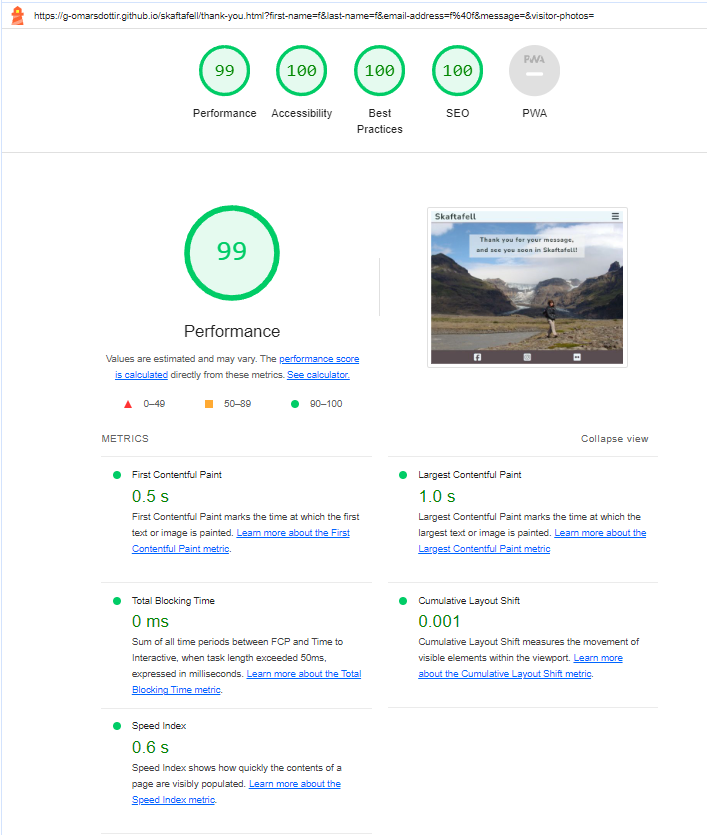 https://g-omarsdottir.github.io/skaftafell/thank-you.html?first-name=f&last-name=f&email-address=f%40f&message=&visitor-photos=
99
100
100
100
PWA
Performance
Accessibility
Best
Practices
SEO
PWA
99
Performance
Values are estimated and may vary. The performance score
is calculated directly from these metrics. See calculator.
0–49
50–89
90–100
Skaftafell
Thank you for your message,
and see you soon in Skaftafell!
METRICS
Collapse view
First Contentful Paint
0.5 s
First Contentful Paint marks the time at which the first
text or image is painted. Learn more about the First
Contentful Paint metric.
Largest Contentful Paint
1.0 s
Largest Contentful Paint marks the time at which the
largest text or image is painted. Learn more about the
Largest Contentful Paint metric
Total Blocking Time
0 ms
Sum of all time periods between FCP and Time to
Interactive, when task length exceeded 50ms,
expressed in milliseconds. Learn more about the Total
Blocking Time metric.
Cumulative Layout Shift
0.001
Cumulative Layout Shift measures the movement of
visible elements within the viewport. Learn more
about the Cumulative Layout Shift metric.
Speed Index
0.6 s
Speed Index shows how quickly the contents of a
page are visibly populated. Learn more about the
Speed Index metric.